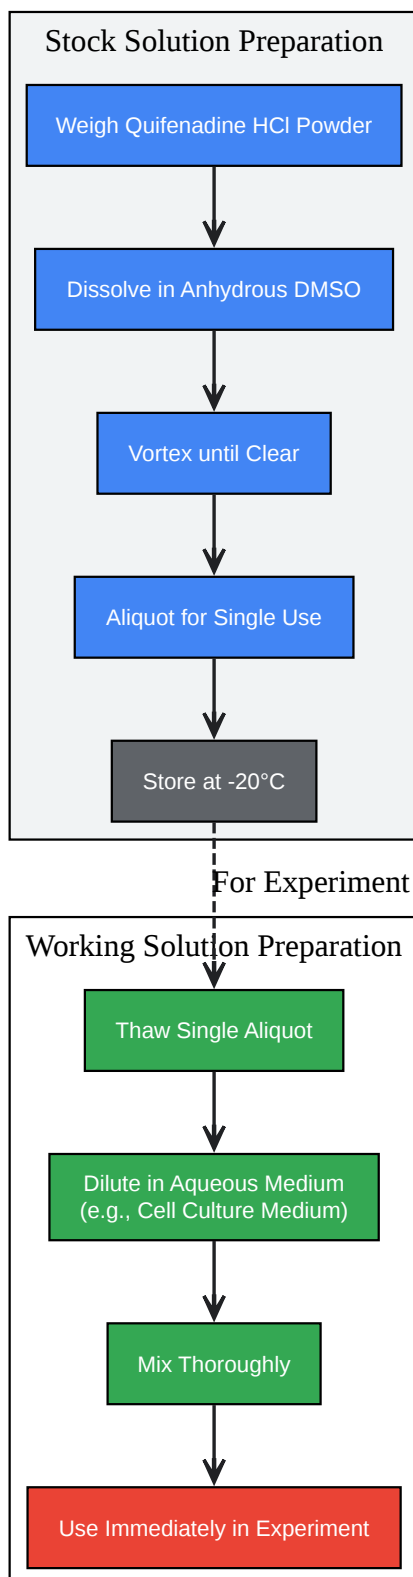 Stock Solution Preparation
Weigh Quifenadine HCl Powder
Dissolve in Anhydrous DMSO
Vortex until Clear
Aliquot for Single Use
Store at -20°C
For Experiment
Working Solution Preparation
Thaw Single Aliquot
Dilute in Aqueous Medium
(e.g., Cell Culture Medium)
Mix Thoroughly
Use Immediately in Experiment